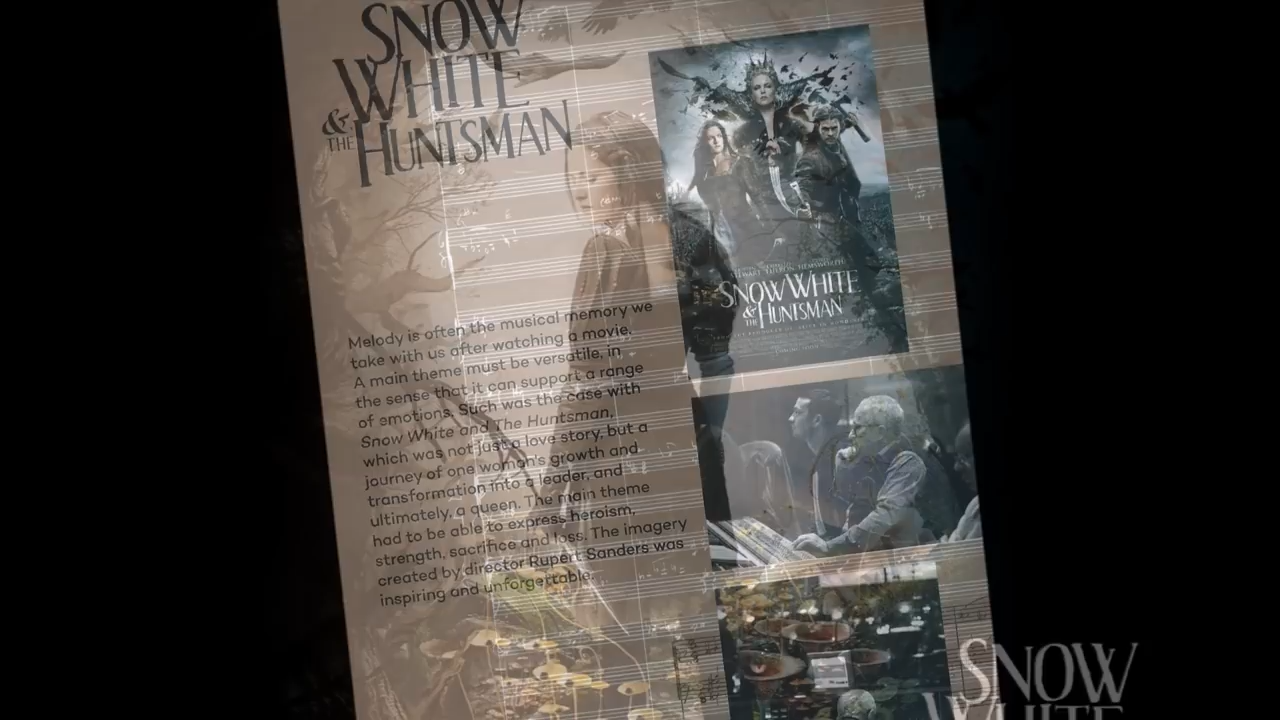 SNOW
WHITE
& THE HUNTSMAN
Melody is often the musical memory we
take with us after watching a movie.
A main theme must be versatile, in
the sense that it can support a range
of emotions. Such was the case with
Snow White and The Huntsman,
which was not just a love story, but a
journey of one woman's growth and
transformation into a leader, and
ultimately, a queen. The main theme
had to be able to express heroism,
strength, sacrifice and loss. The imagery
created by director Rupert Sanders was
inspiring and unforgettable.
STEWART THERON HEMSWORTH
SNOW WHITE
& THE HUNTSMAN
SNOW
WHITE